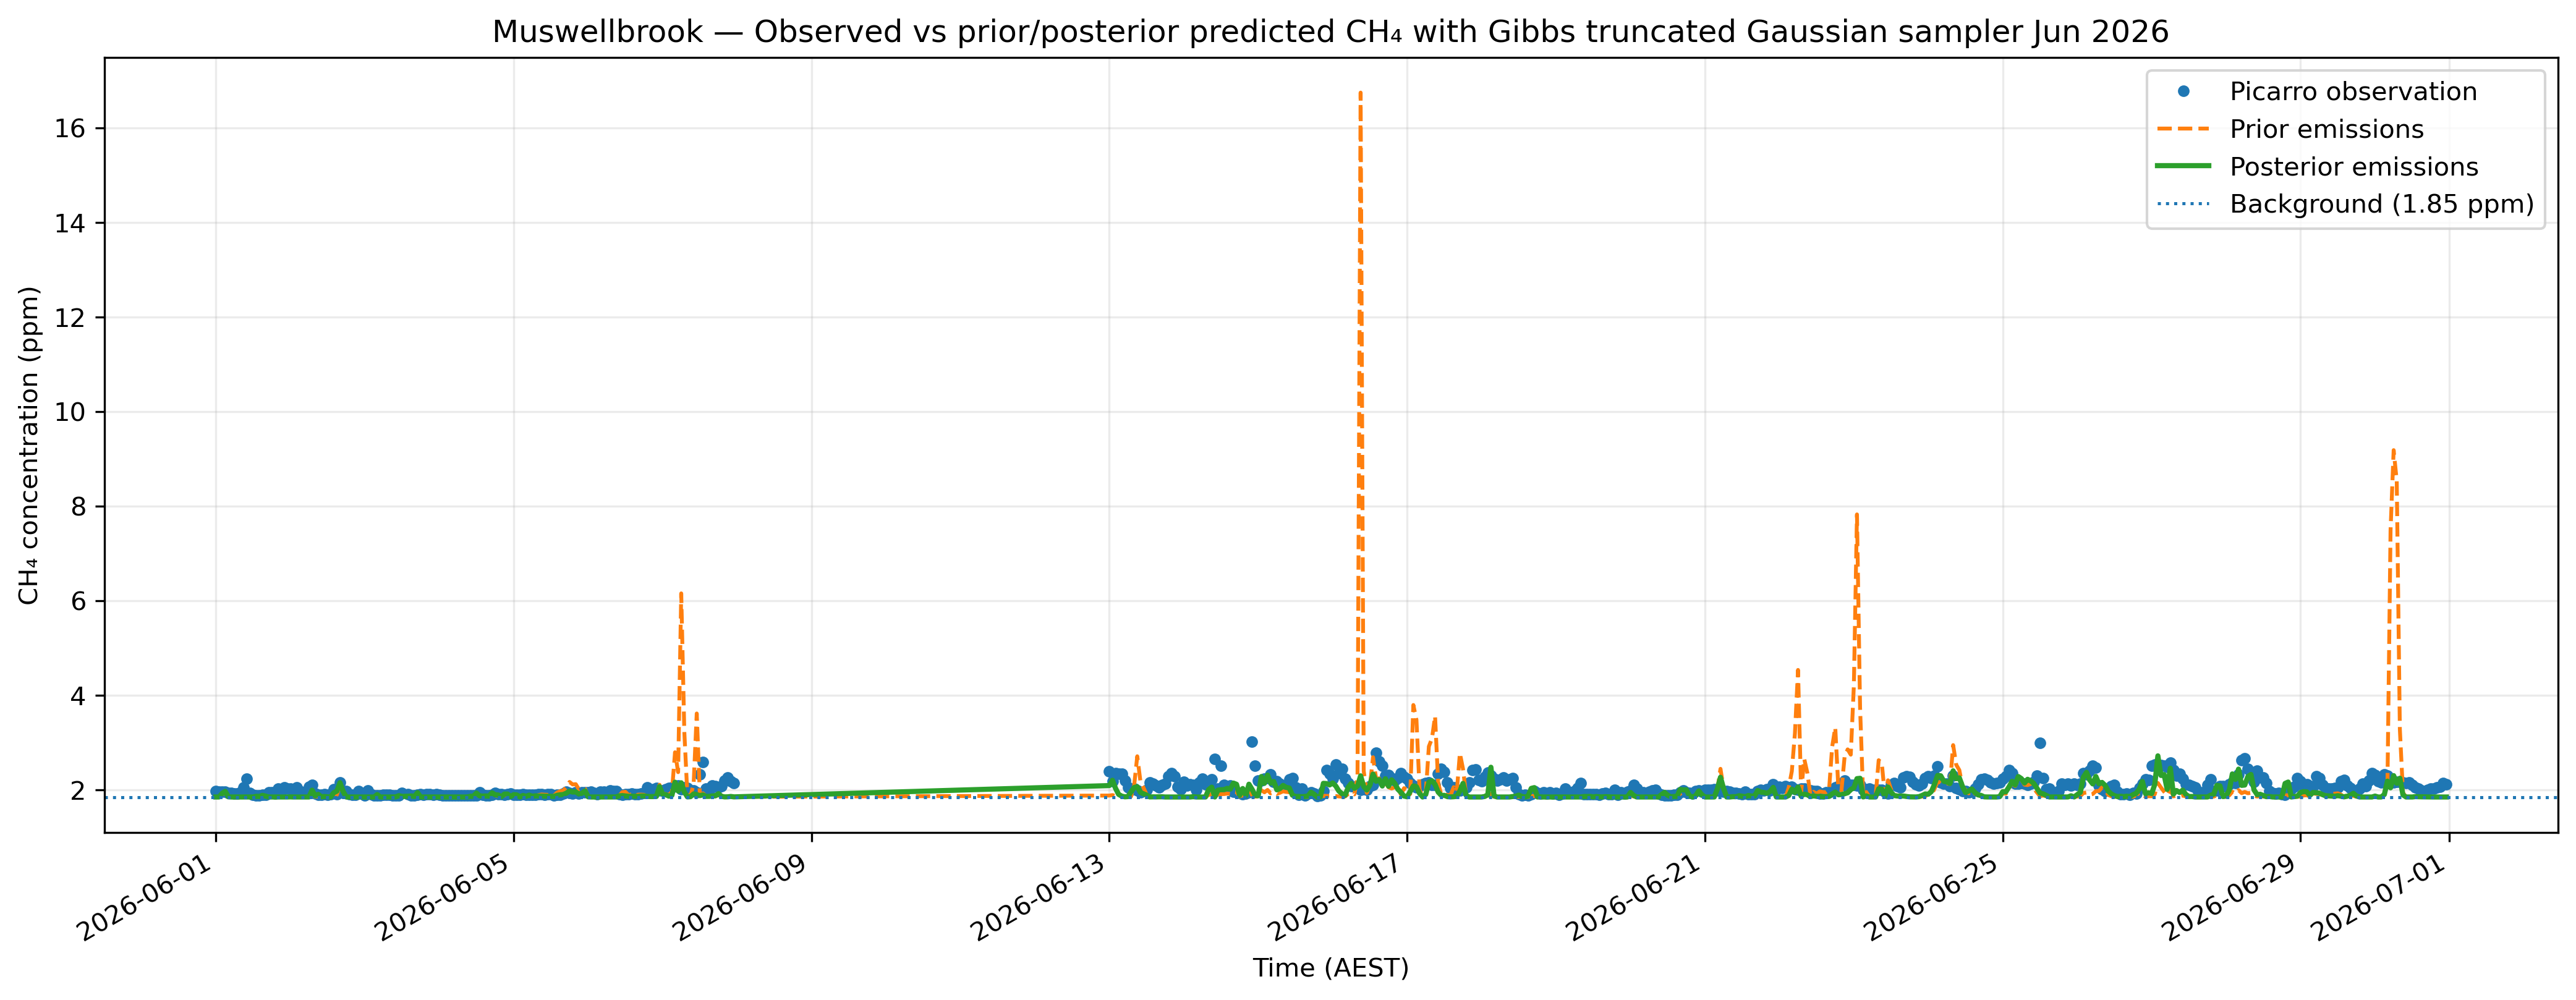 Muswellbrook — Observed vs prior/posterior predicted CH₄ with Gibbs truncated Gaussian sampler Jun 2026
Picarro observation
Prior emissions
Posterior emissions
Background (1.85 ppm)
CH₄ concentration (ppm)
16
14
12
10
8
6
4
2
2026-06-01
2026-06-05
2026-06-09
2026-06-13
2026-06-17
2026-06-21
2026-06-25
2026-06-29
2026-07-01
Time (AEST)